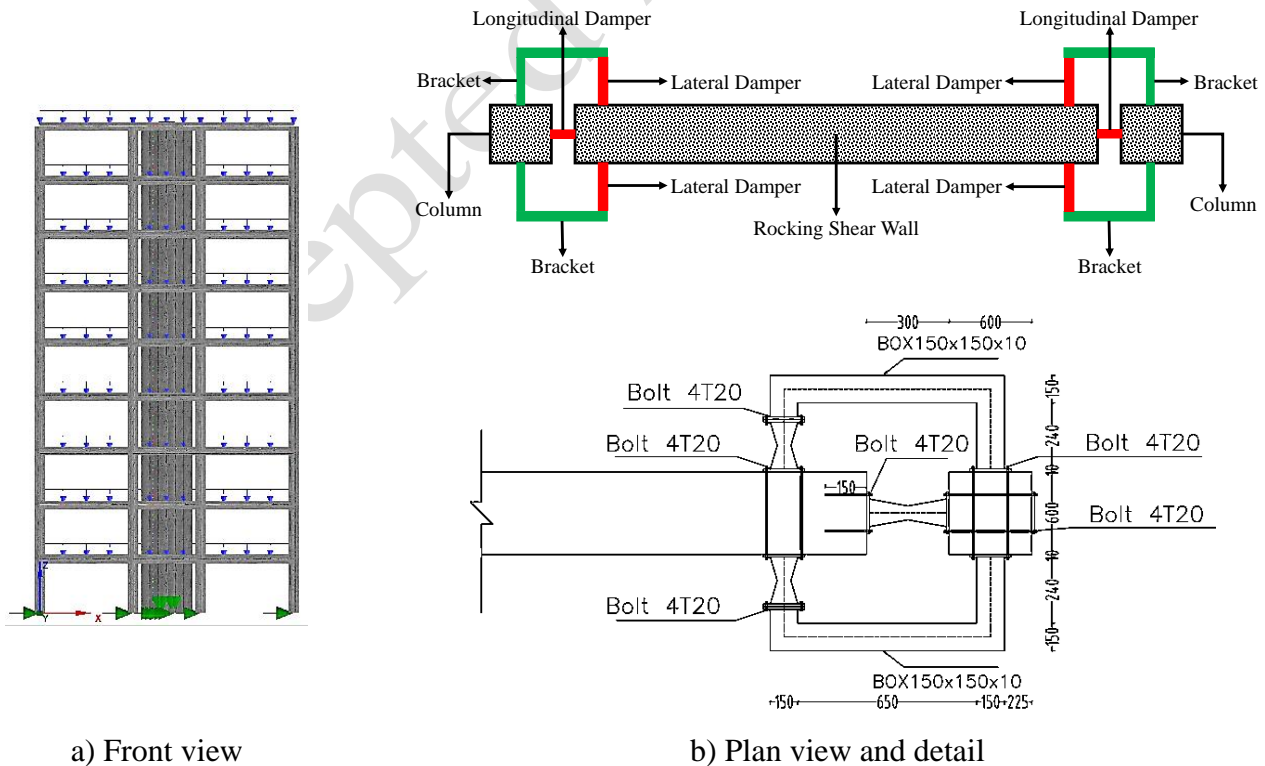 Longitudinal Damper
Longitudinal Damper
Bracket
Lateral Damper
Lateral Damper
Bracket
Lateral Damper
Lateral Damper
Column
Rocking Shear Wall
Column
Bracket
Bracket
300
600
BOX150x150x10
Bolt 4T20
Bolt 4T20
Bolt 4T20
Bolt 4T20
150
Bolt 4T20
Bolt 4T20
150
240
10
600
10
240
150
BOX150x150x10
150
650
150
225
Z
Y
X
a) Front view
b) Plan view and detail